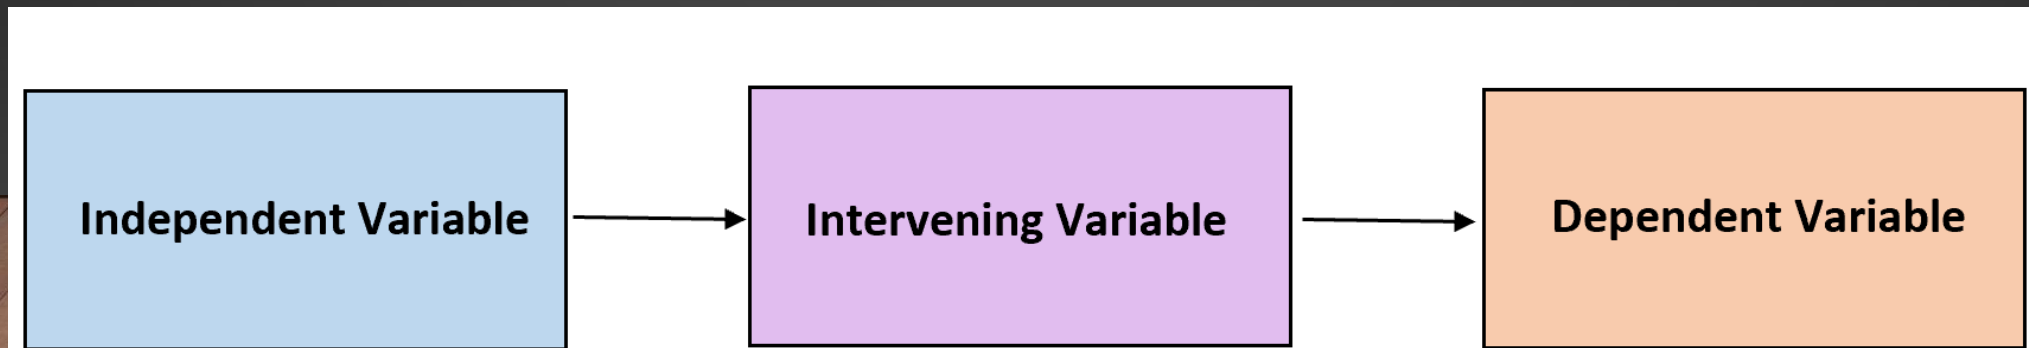 Independent Variable
Intervening Variable
Dependent Variable